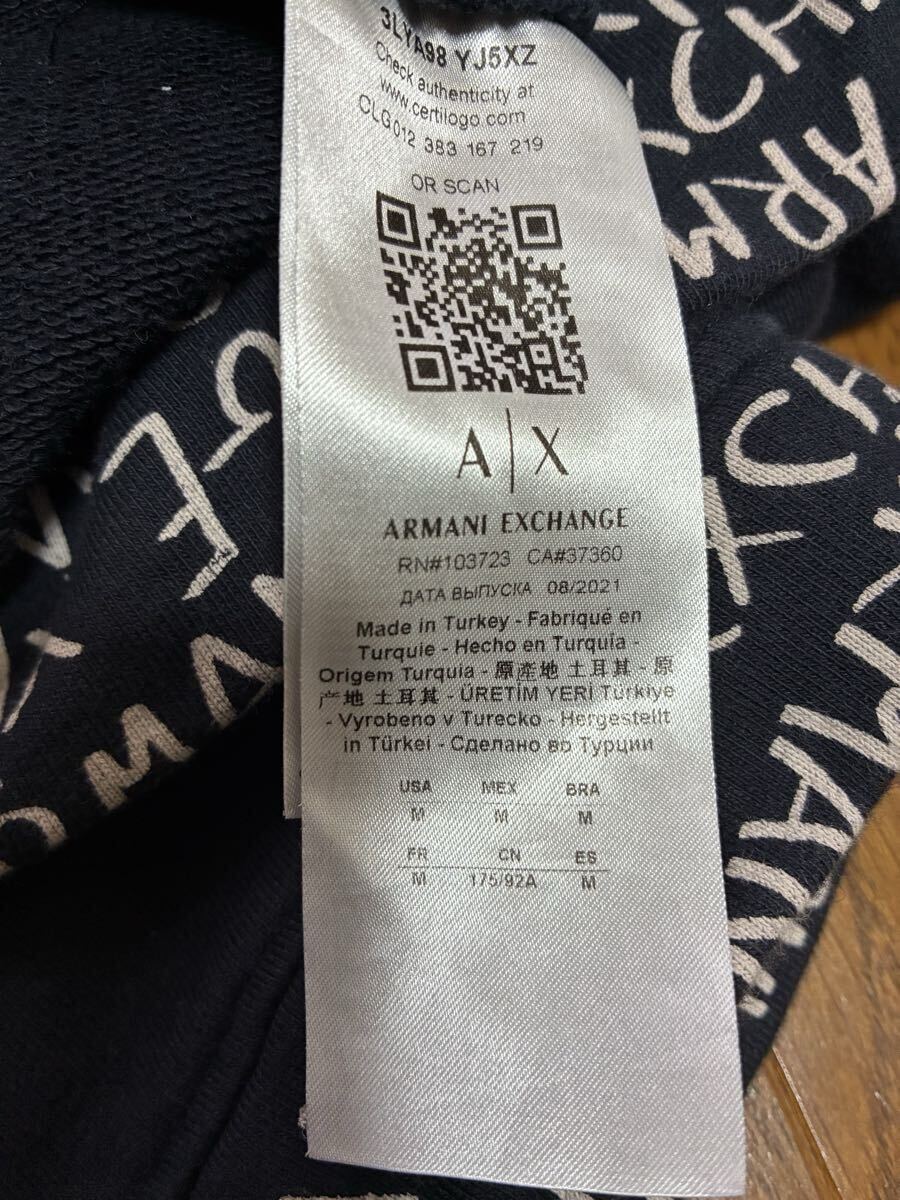 3LYA98 YJ5XZ
Check authenticity at
www.certilogo.com
CLG012 383 167 219
OR SCAN
A|X
ARMANI EXCHANGE
RN#103723 CA#37360
ДАТА ВЫПУСКА 08/2021
Made in Turkey - Fabriqué en
Turquie - Hecho en Turquía -
Origem Turquia - 原產地 土耳其 - 原
产地 土耳其 - ÜRETİM YERİ Türkiye
- Vyrobeno v Turecko - Hergestellt
in Türkei - Сделано во Турции
USA MEX BRA
M M M
FR CN ES
M 175/92A M
ARM